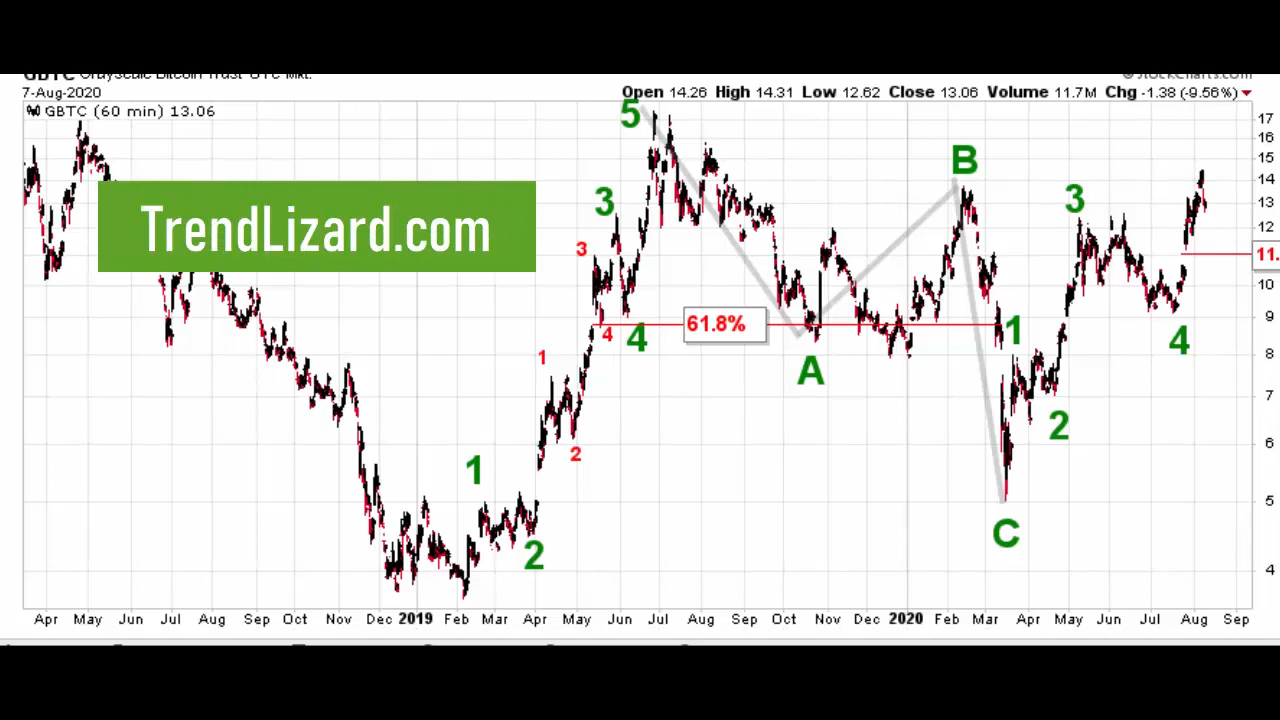 GBTC Grayscale Bitcoin Trust OTC Mkt.
© StockCharts.com
7-Aug-2020
Open 14.26 High 14.31 Low 12.62 Close 13.06 Volume 11.7M Chg -1.38 (-9.56%)
GBTC (60 min) 13.06
TrendLizard.com
5
B
3
3
3
1
4
61.8%
4
1
A
4
2
2
1
2
C
17
16
15
14
13
12
11.
10
9
8
7
6
5
4
Apr May Jun Jul Aug Sep Oct Nov Dec 2019 Feb Apr May Jun Jul Aug Sep Oct Nov Dec 2020 Feb Mar Apr May Jun Jul Aug Sep